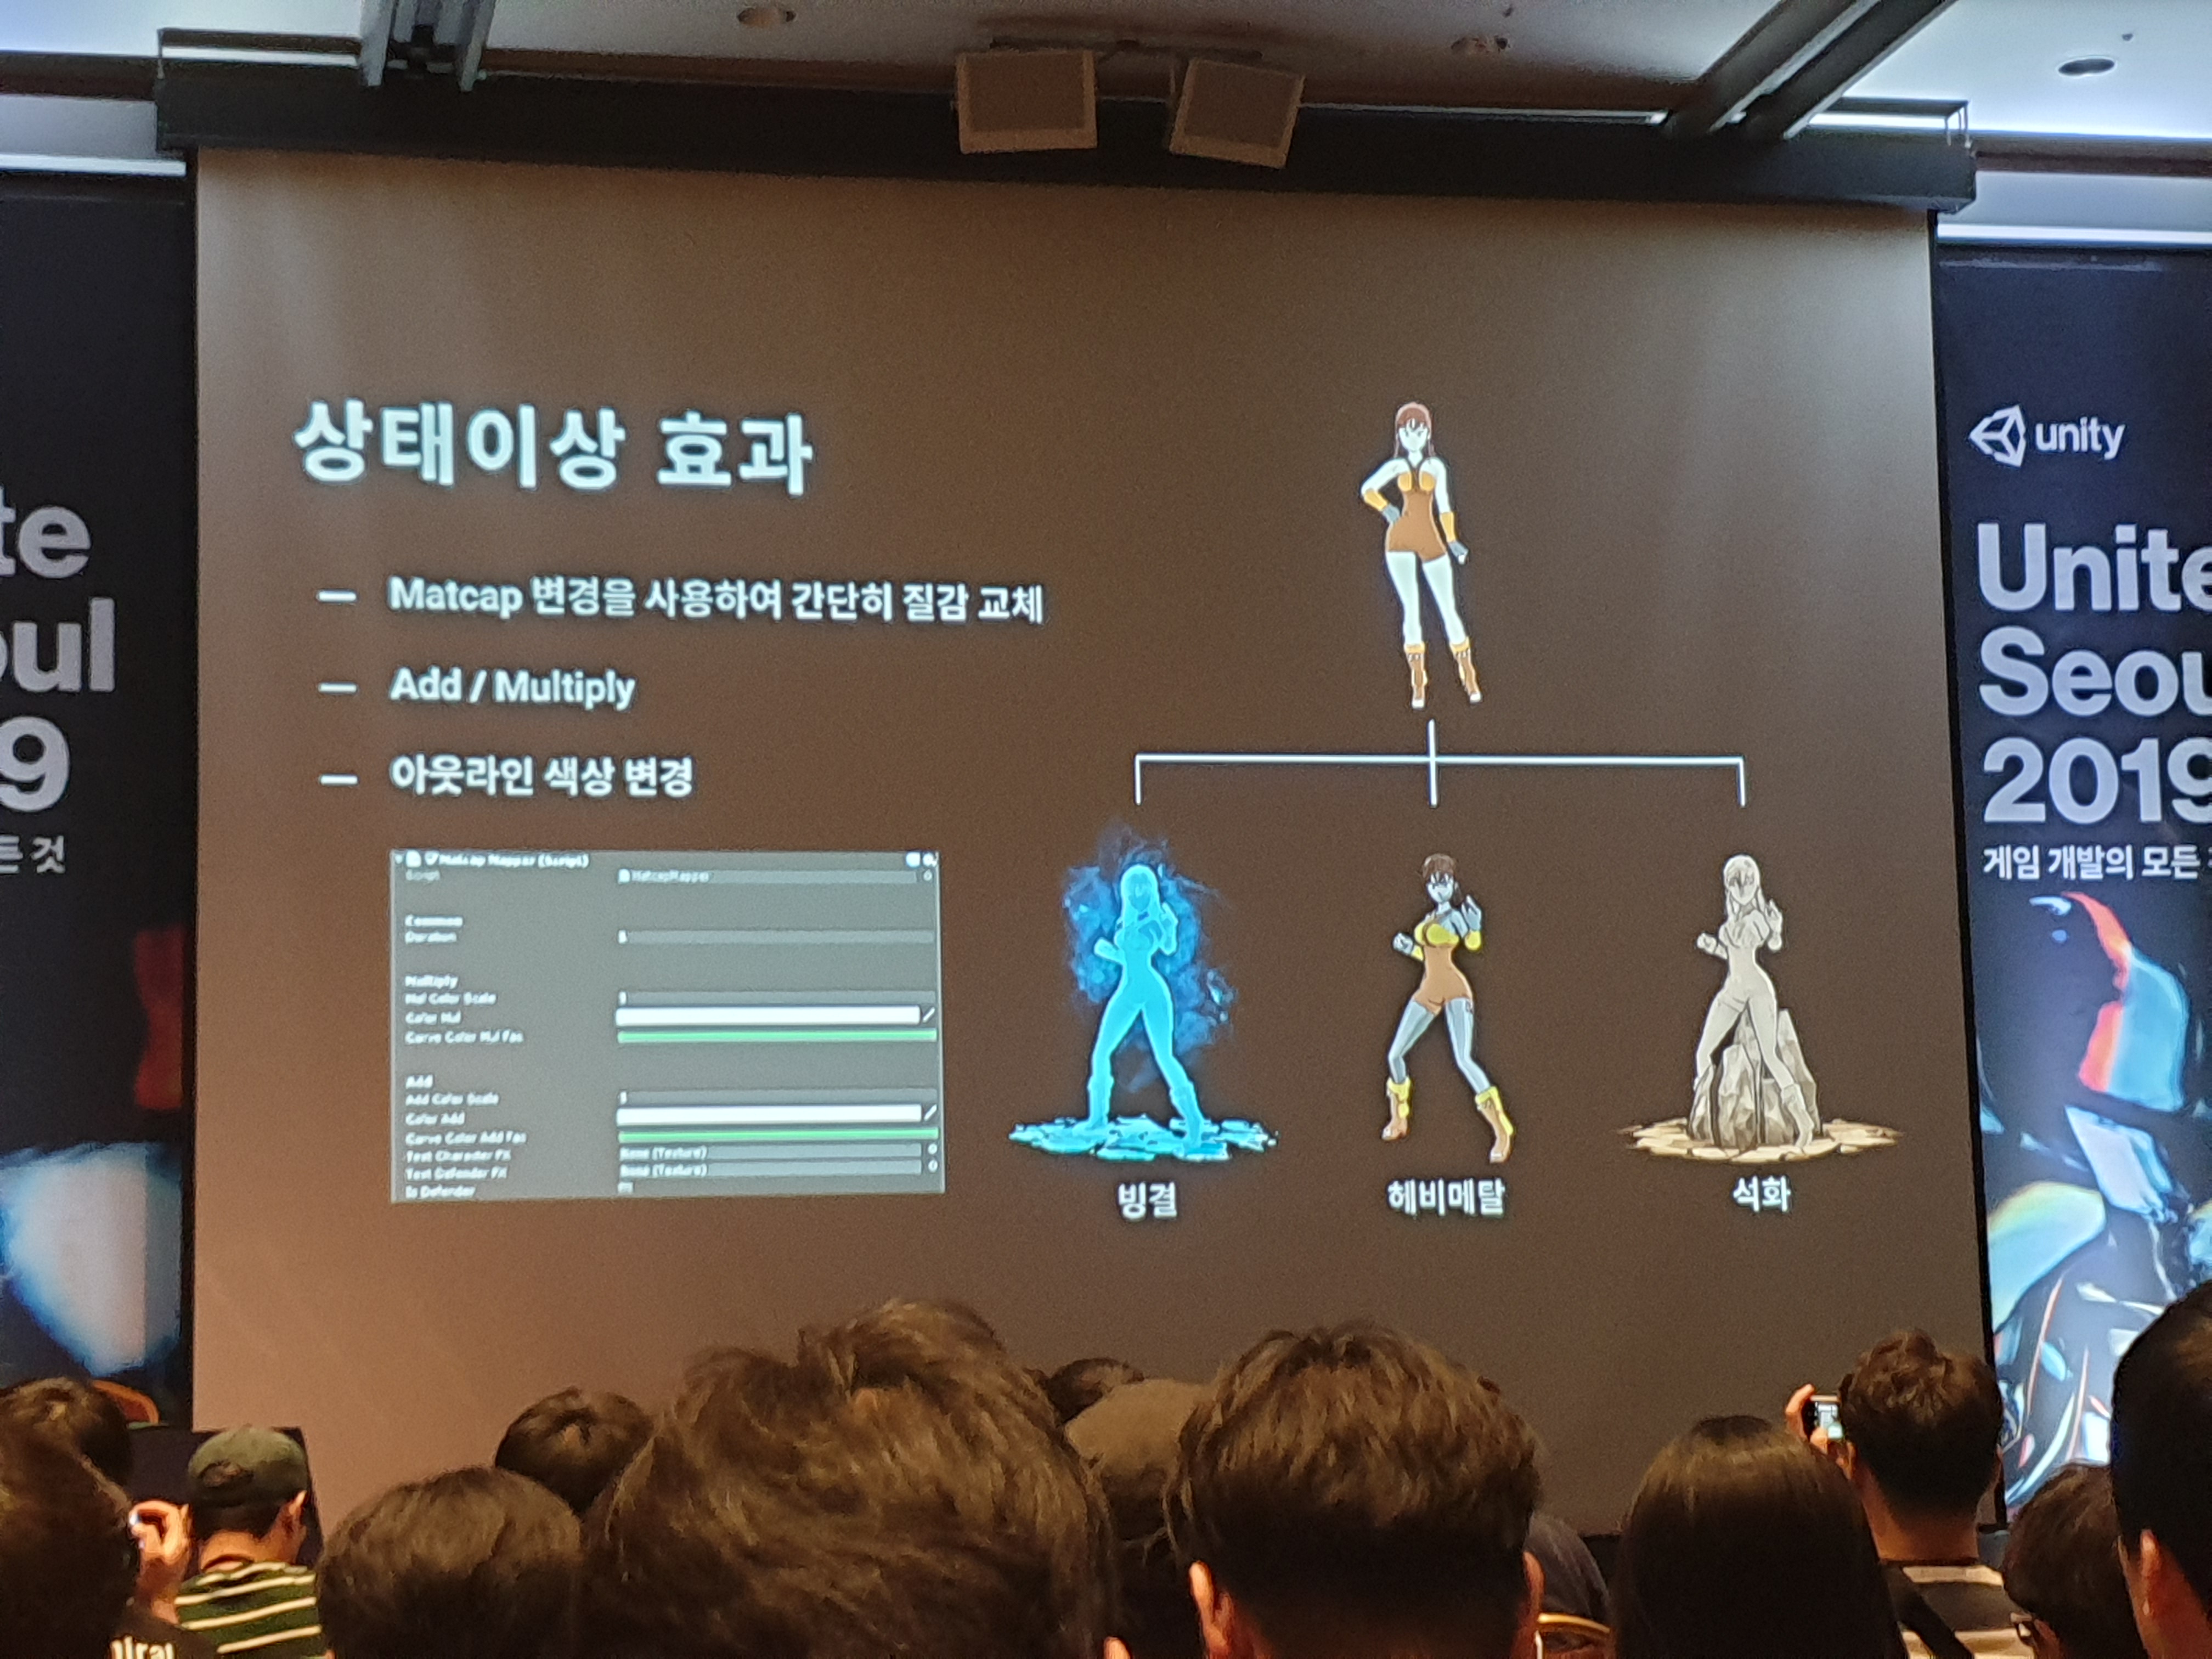 상태이상 효과
— Matcap 변경을 사용하여 간단히 질감 교체
— Add / Multiply
— 아웃라인 색상 변경
Matcap Mapper (Script)
Script MatcapMapper
Common
Duration
Multiply
Mul Color Scale
Color Mul
Curve Color Mul Fac
Add
Add Color Scale
Color Add
Curve Color Add Fac
Test Character FX None (Texture)
Test Defender FX None (Texture)
Is Defender
빙결
헤비메탈
석화
te
oul
9
든 것
unity
Unite
Seou
2019
게임 개발의 모든